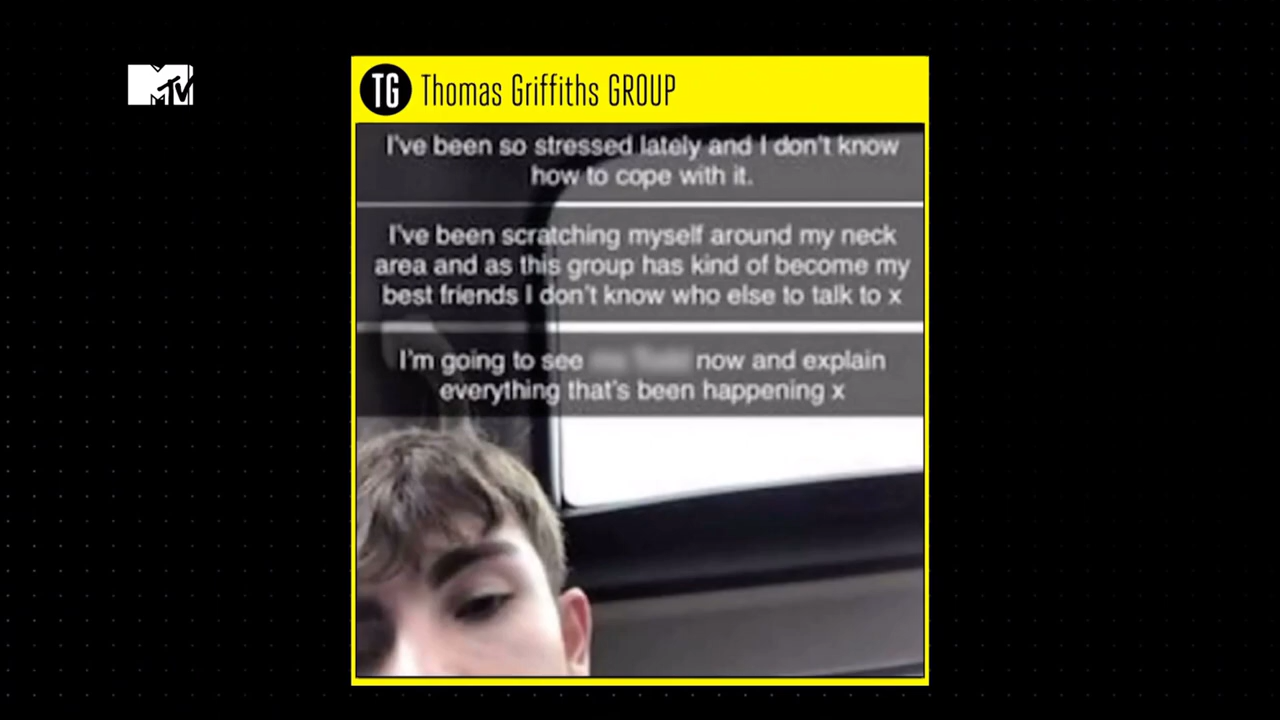 MTV
TG Thomas Griffiths GROUP
I've been so stressed lately and I don't know
how to cope with it.
I've been scratching myself around my neck
area and as this group has kind of become my
best friends I don't know who else to talk to x
I'm going to see now and explain
everything that's been happening x